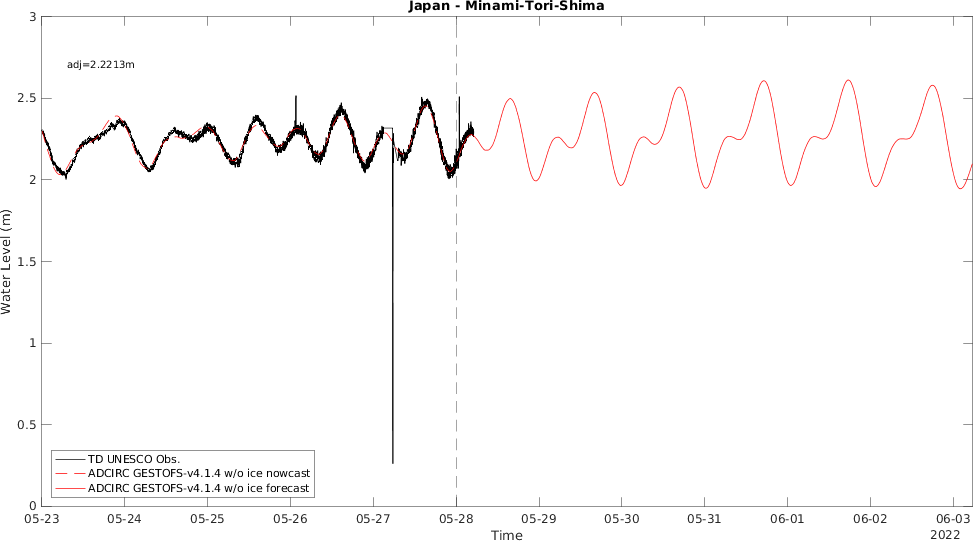 Japan - Minami-Tori-Shima
adj=2.2213m
3
2.5
2
1.5
1
0.5
0
Water Level (m)
TD UNESCO Obs.
ADCIRC GESTOFS-v4.1.4 w/o ice nowcast
ADCIRC GESTOFS-v4.1.4 w/o ice forecast
05-23 05-24 05-25 05-26 05-27 05-28 05-29 05-30 05-31 06-01 06-02 06-03
Time
2022